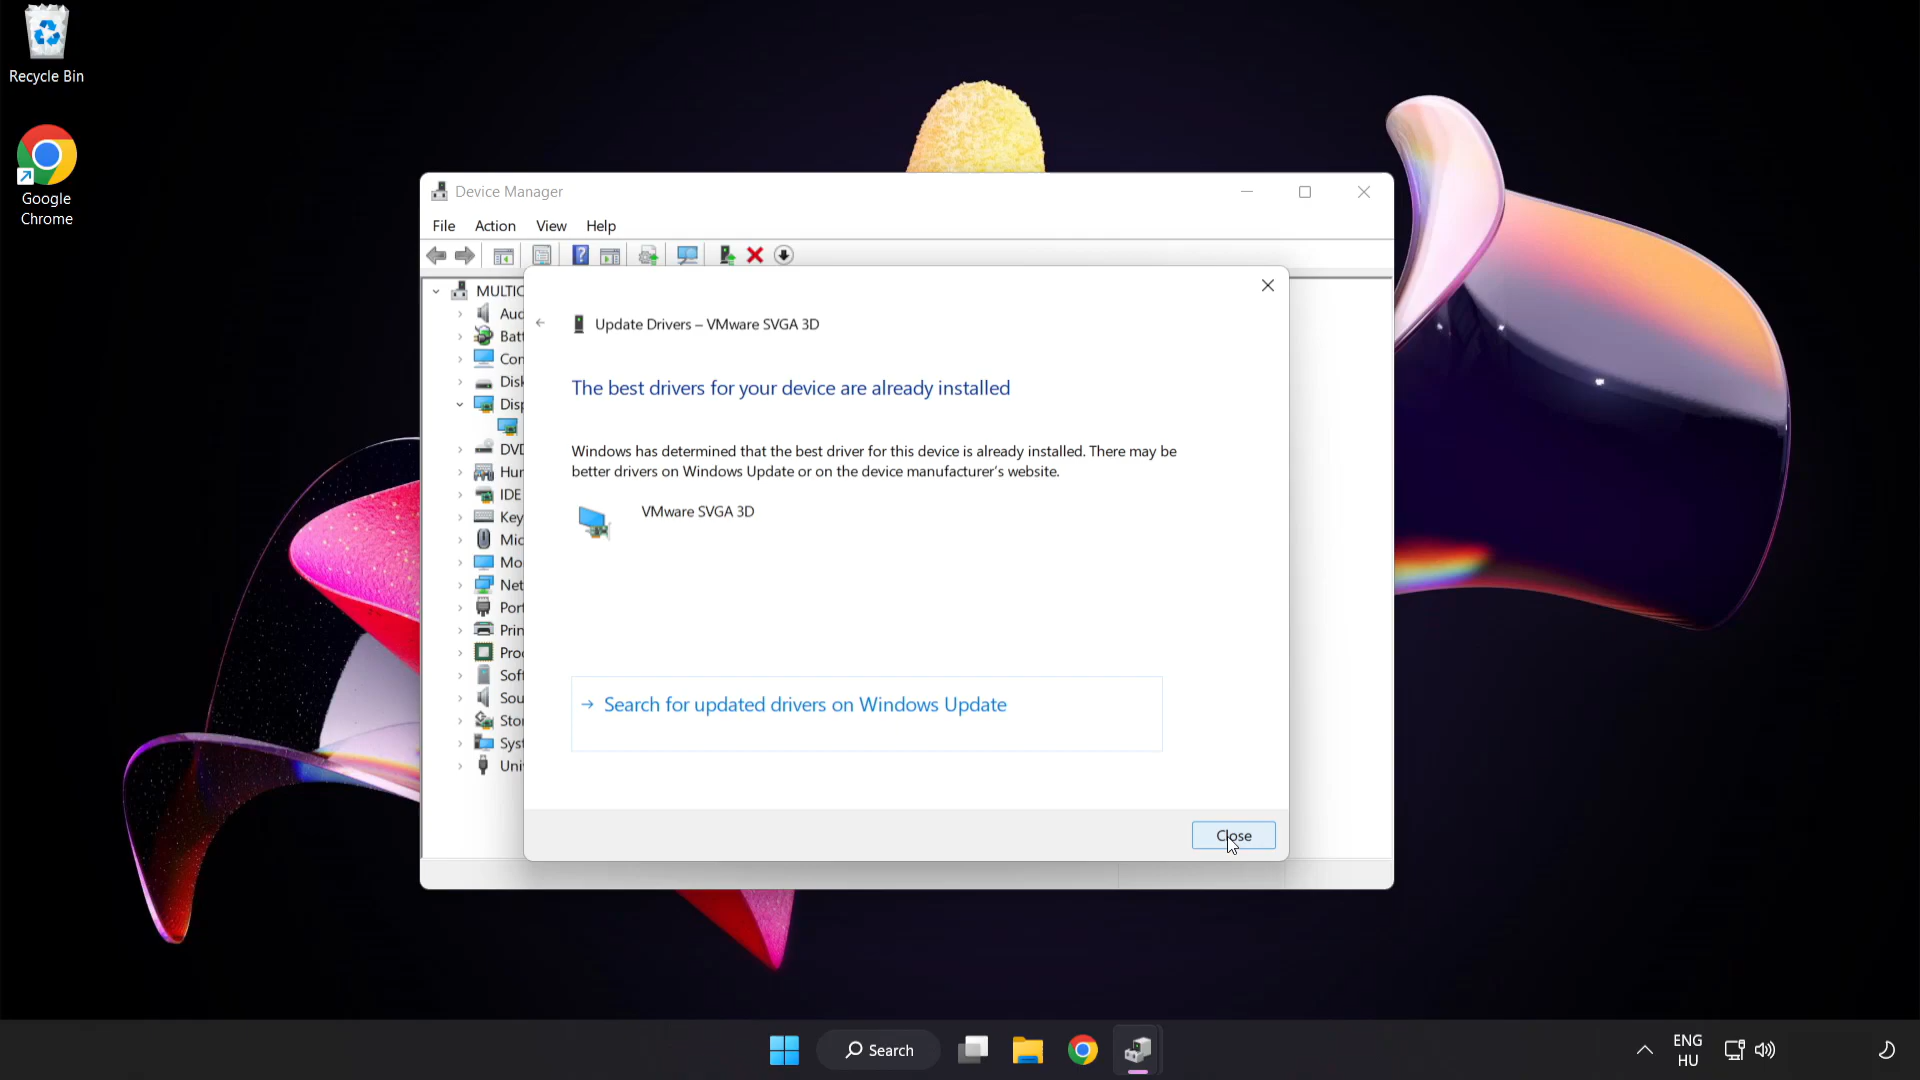 Recycle Bin
Google
Chrome
Device Manager
File Action View Help
MULTIC
Aud
Batt
Con
Disk
Disp
DVD
Hur
IDE
Key
Mic
Mo
Net
Port
Prin
Proc
Soft
Sou
Stor
Syst
Univ
Update Drivers – VMware SVGA 3D
The best drivers for your device are already installed
Windows has determined that the best driver for this device is already installed. There may be
better drivers on Windows Update or on the device manufacturer's website.
VMware SVGA 3D
→ Search for updated drivers on Windows Update
Close
Search
ENG
HU